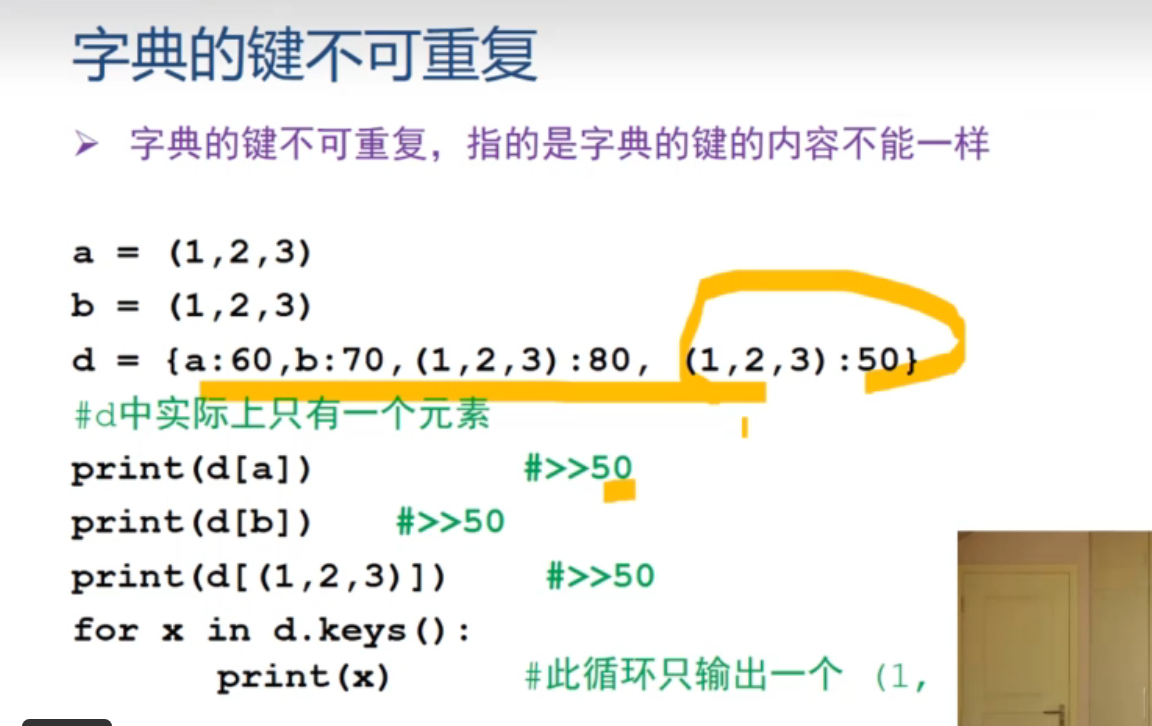 字典的键不可重复
➢ 字典的键不可重复，指的是字典的键的内容不能一样
a = (1,2,3)
b = (1,2,3)
d = {a:60,b:70,(1,2,3):80, (1,2,3):50}
#d中实际上只有一个元素
print(d[a]) #>>50
print(d[b]) #>>50
print(d[(1,2,3)]) #>>50
for x in d.keys():
print(x) #此循环只输出一个 (1,